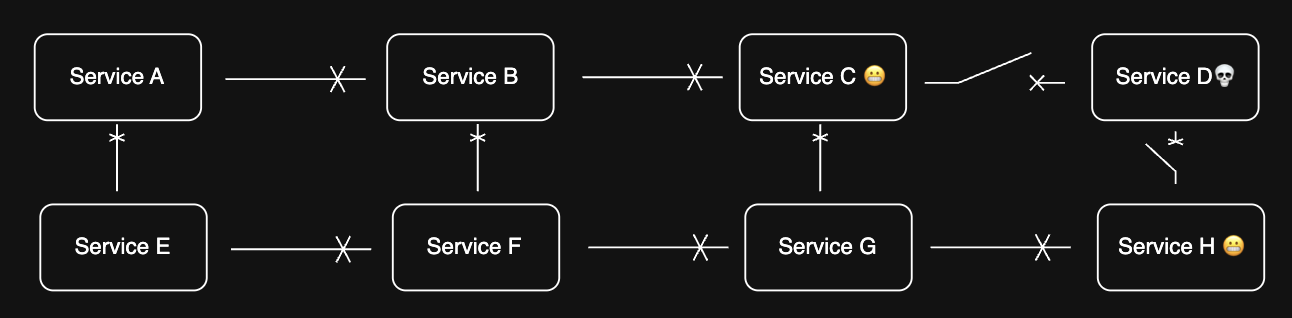 Service A
Service B
Service C 😬
Service D💀
Service E
Service F
Service G
Service H 😬